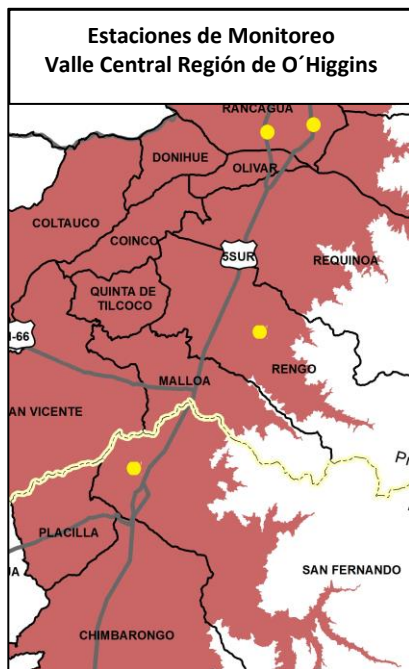 Estaciones de Monitoreo
Valle Central Región de O´Higgins
RANCAGUA
DONIHUE
OLIVAR
COLTAUCO
COINCO
5SUR
REQUINOA
QUINTA DE
TILCOCO
I-66
RENGO
MALLOA
AN VICENTE
PLACILLA
SAN FERNANDO
CHIMBARONGO